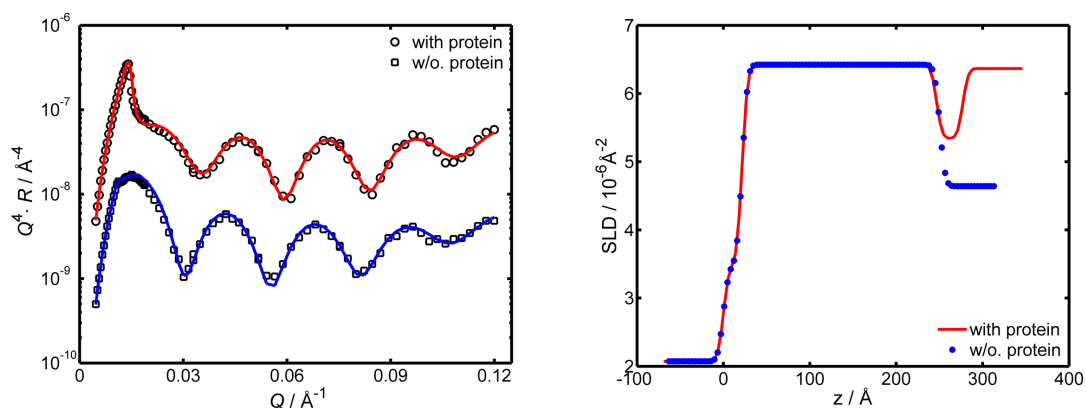 10⁻⁶
10⁻⁷
10⁻⁸
10⁻⁹
10⁻¹⁰
Q⁴· R / Å⁻⁴
with protein
w/o. protein
0 0.03 0.06 0.09 0.12
Q / Å⁻¹
7
6
5
4
3
2
SLD / 10⁻⁶Å⁻²
with protein
w/o. protein
-100 0 100 200 300 400
z / Å